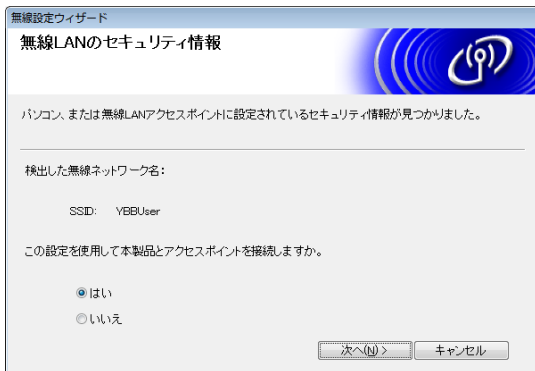 無線設定ウィザード
無線LANのセキュリティ情報
パソコン、または無線LANアクセスポイントに設定されているセキュリティ情報が見つかりました。
検出した無線ネットワーク名:
SSID: YBBUser
この設定を使用して本製品とアクセスポイントを接続しますか。
はい
いいえ
次へ(N) > キャンセル